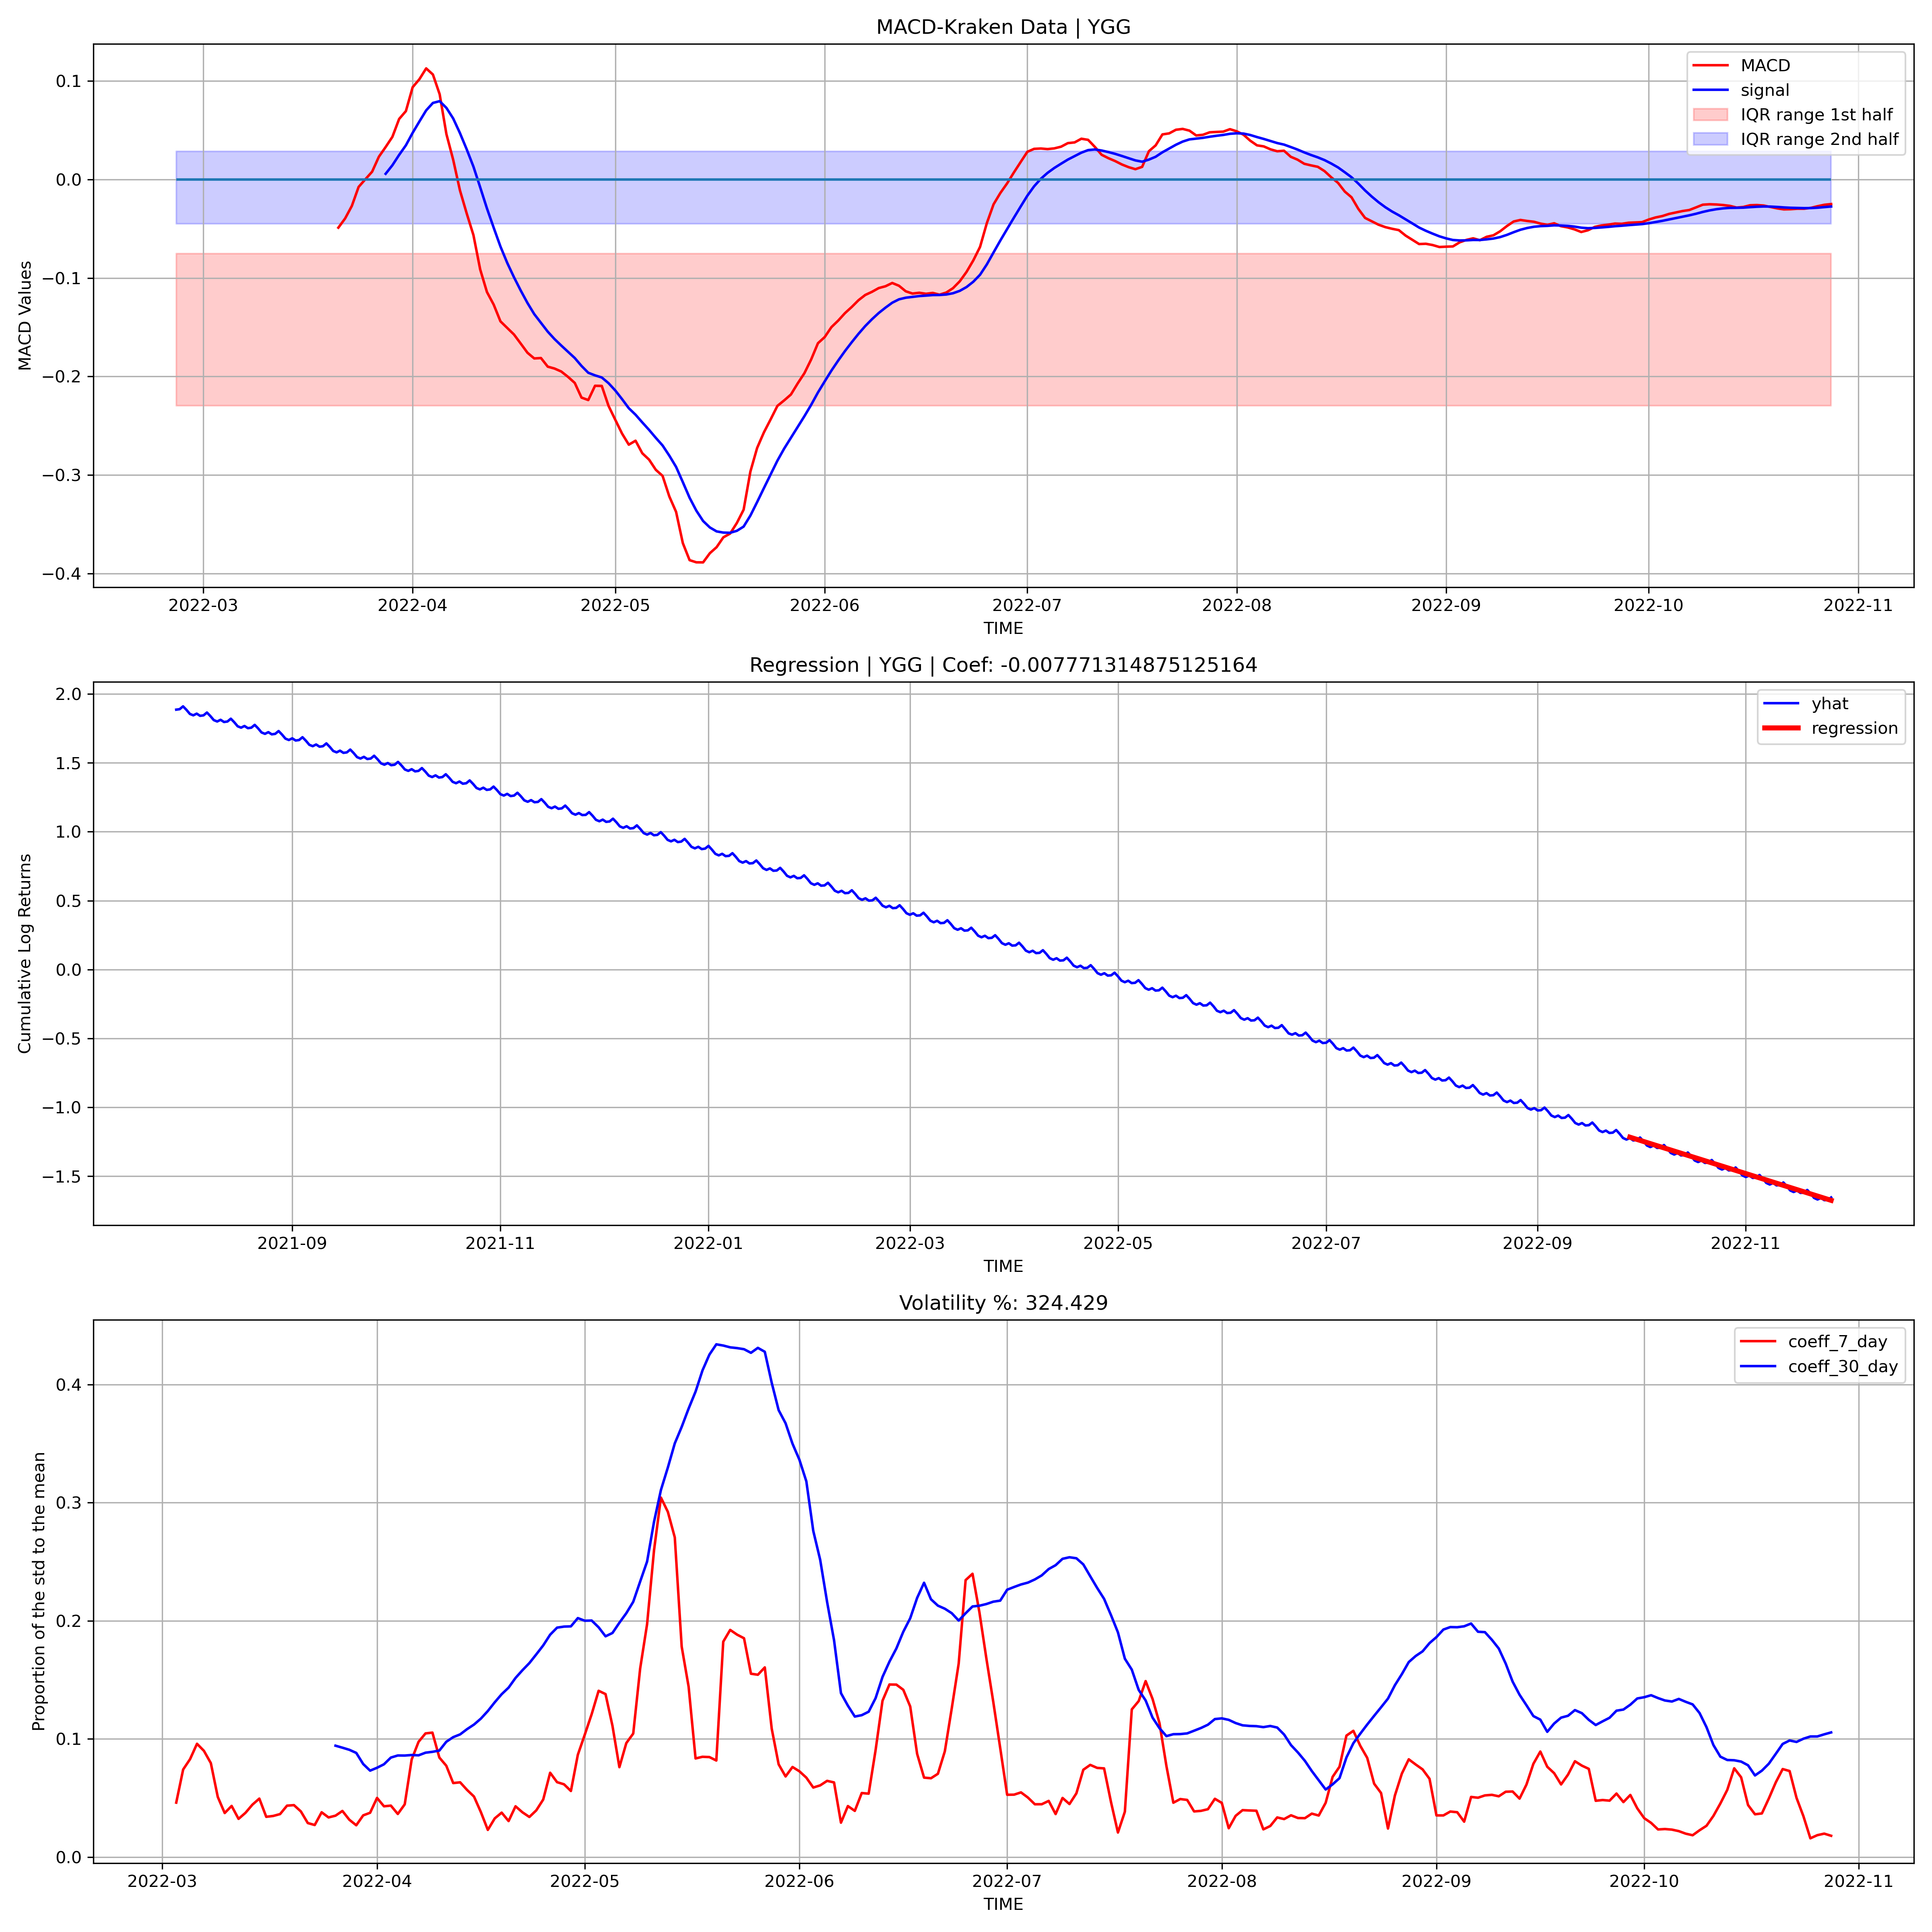 MACD-Kraken Data | YGG
MACD Values
0.1
0.0
−0.1
−0.2
−0.3
−0.4
MACD
signal
IQR range 1st half
IQR range 2nd half
2022-03 2022-04 2022-05 2022-06 2022-07 2022-08 2022-09 2022-10 2022-11
TIME
Regression | YGG | Coef: -0.007771314875125164
Cumulative Log Returns
2.0
1.5
1.0
0.5
0.0
−0.5
−1.0
−1.5
yhat
regression
2021-09 2021-11 2022-01 2022-03 2022-05 2022-07 2022-09 2022-11
TIME
Volatility %: 324.429
Proportion of the std to the mean
0.4
0.3
0.2
0.1
0.0
coeff_7_day
coeff_30_day
2022-03 2022-04 2022-05 2022-06 2022-07 2022-08 2022-09 2022-10 2022-11
TIME